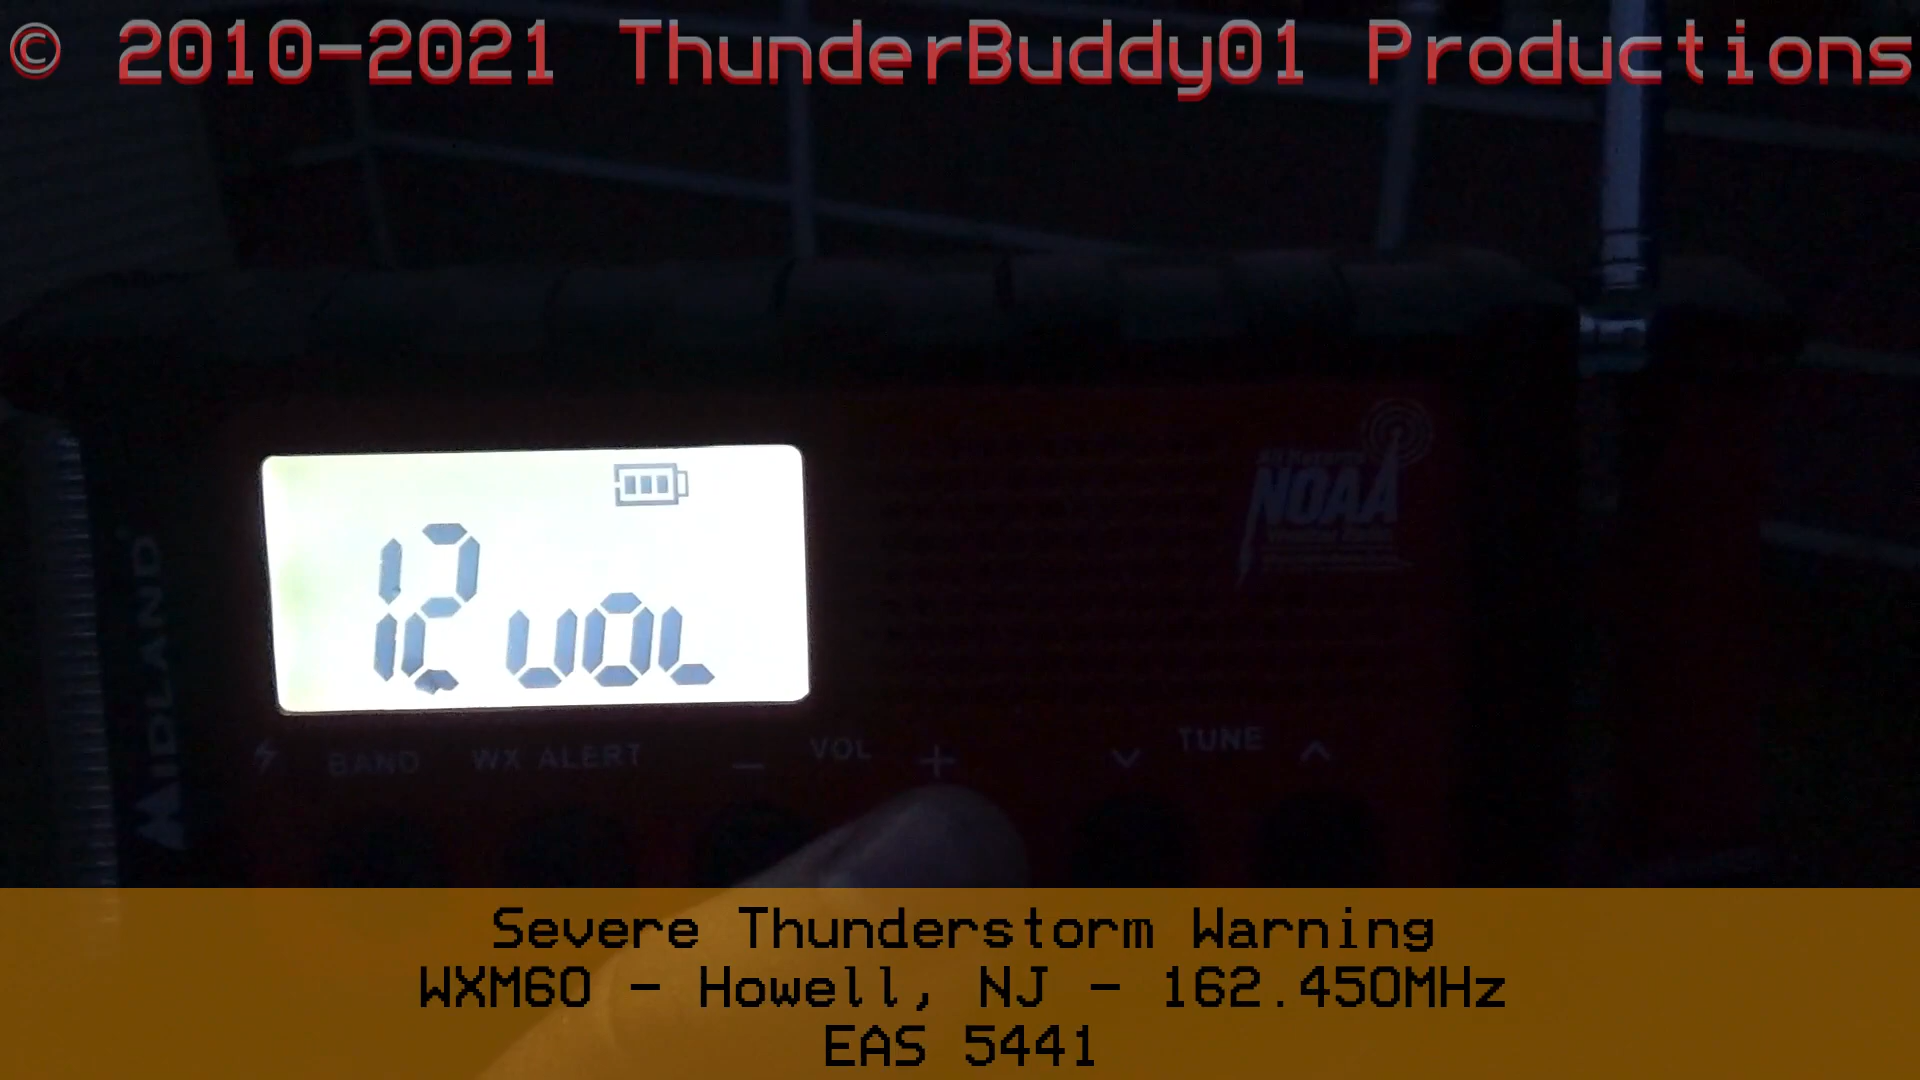 © 2010-2021 ThunderBuddy01 Productions
NOAA
12 VOL
MIDLAND
BAND WX ALERT − VOL + TUNE
Severe Thunderstorm Warning
WXM60 - Howell, NJ - 162.450MHz
EAS 5441